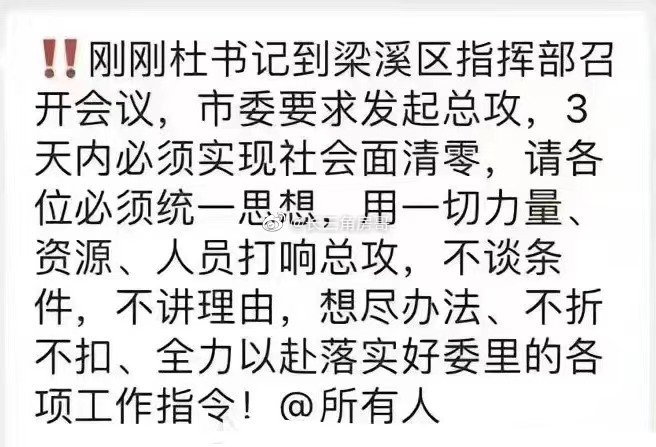 ‼️刚刚杜书记到梁溪区指挥部召
开会议，市委要求发起总攻，3
天内必须实现社会面清零，请各
位必须统一思想，用一切力量、
@长三角房哥
资源、人员打响总攻，不谈条
件，不讲理由，想尽办法、不折
不扣、全力以赴落实好委里的各
项工作指令！@所有人